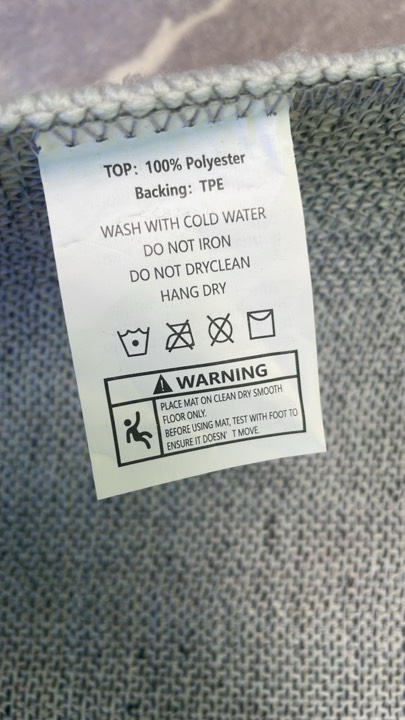 TOP: 100% Polyester
Backing: TPE
WASH WITH COLD WATER
DO NOT IRON
DO NOT DRYCLEAN
HANG DRY
WARNING
PLACE MAT ON CLEAN DRY SMOOTH
FLOOR ONLY.
BEFORE USING MAT, TEST WITH FOOT TO
ENSURE IT DOESN' T MOVE.